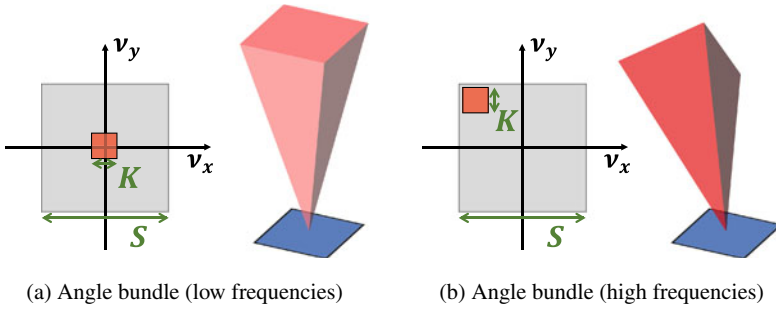 ν_y
ν_x
K
S
ν_y
ν_x
K
S
(a) Angle bundle (low frequencies)
(b) Angle bundle (high frequencies)